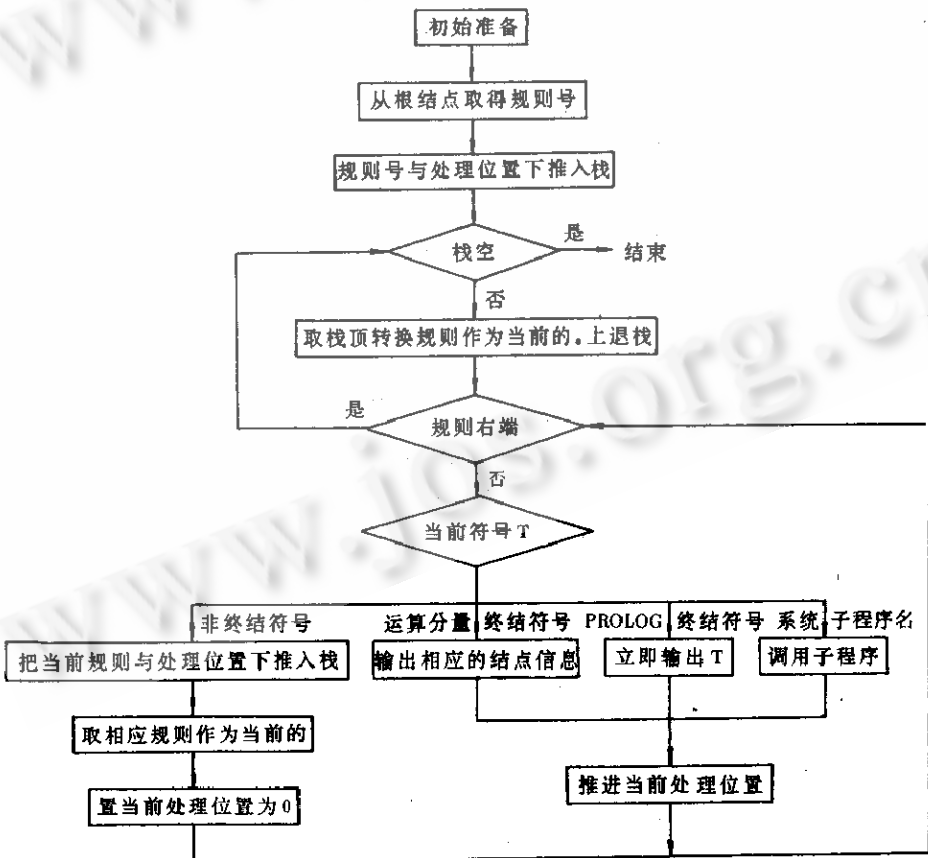 初始准备
从根结点取得规则号
规则号与处理位置下推入栈
栈空
是
结束
否
取栈顶转换规则作为当前的。上退栈
是
规则右端
否
当前符号T
非终结符号
运算分量 终结符号
PROLOG 终结符号
系统 子程序名
把当前规则与处理位置下推入栈
输出相应的结点信息
立即输出T
调用子程序
取相应规则作为当前的
推进当前处理位置
置当前处理位置为0
www.jos.org.cn